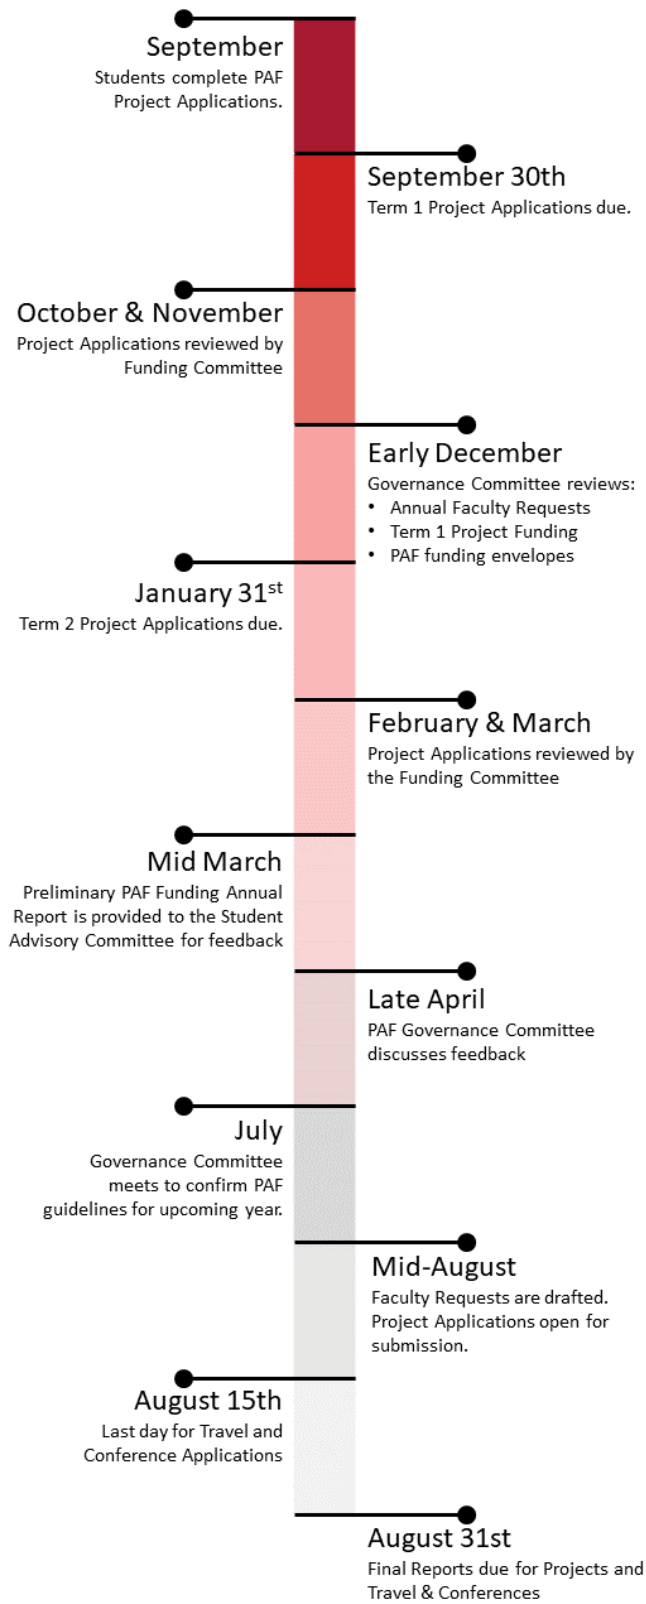 September
Students complete PAF
Project Applications.
September 30th
Term 1 Project Applications due.
October & November
Project Applications reviewed by
Funding Committee
Early December
Governance Committee reviews:
• Annual Faculty Requests
• Term 1 Project Funding
• PAF funding envelopes
January 31st
Term 2 Project Applications due.
February & March
Project Applications reviewed by
the Funding Committee
Mid March
Preliminary PAF Funding Annual
Report is provided to the Student
Advisory Committee for feedback
Late April
PAF Governance Committee
discusses feedback
July
Governance Committee
meets to confirm PAF
guidelines for upcoming year.
Mid-August
Faculty Requests are drafted.
Project Applications open for
submission.
August 15th
Last day for Travel and
Conference Applications
August 31st
Final Reports due for Projects and
Travel & Conferences